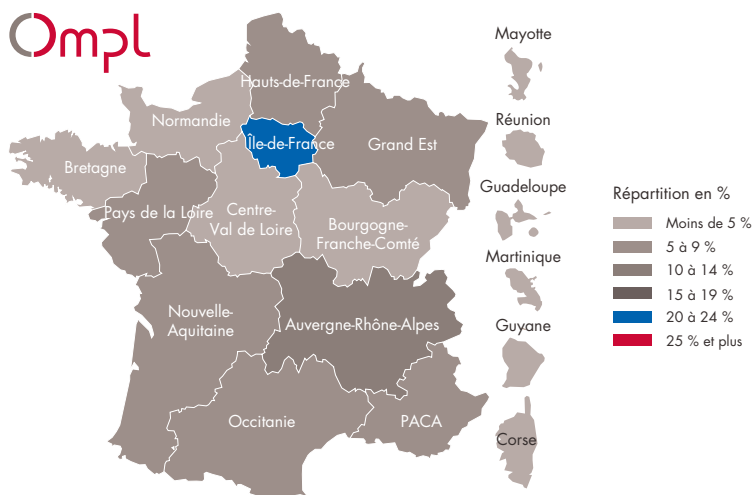 Ompl
Hauts-de-France
Normandie
Île-de-France
Grand Est
Bretagne
Pays de la Loire
Centre-
Val de Loire
Bourgogne-
Franche-Comté
Nouvelle-
Aquitaine
Auvergne-Rhône-Alpes
Occitanie
PACA
Mayotte
Réunion
Guadeloupe
Martinique
Guyane
Corse
Répartition en %
Moins de 5 %
5 à 9 %
10 à 14 %
15 à 19 %
20 à 24 %
25 % et plus